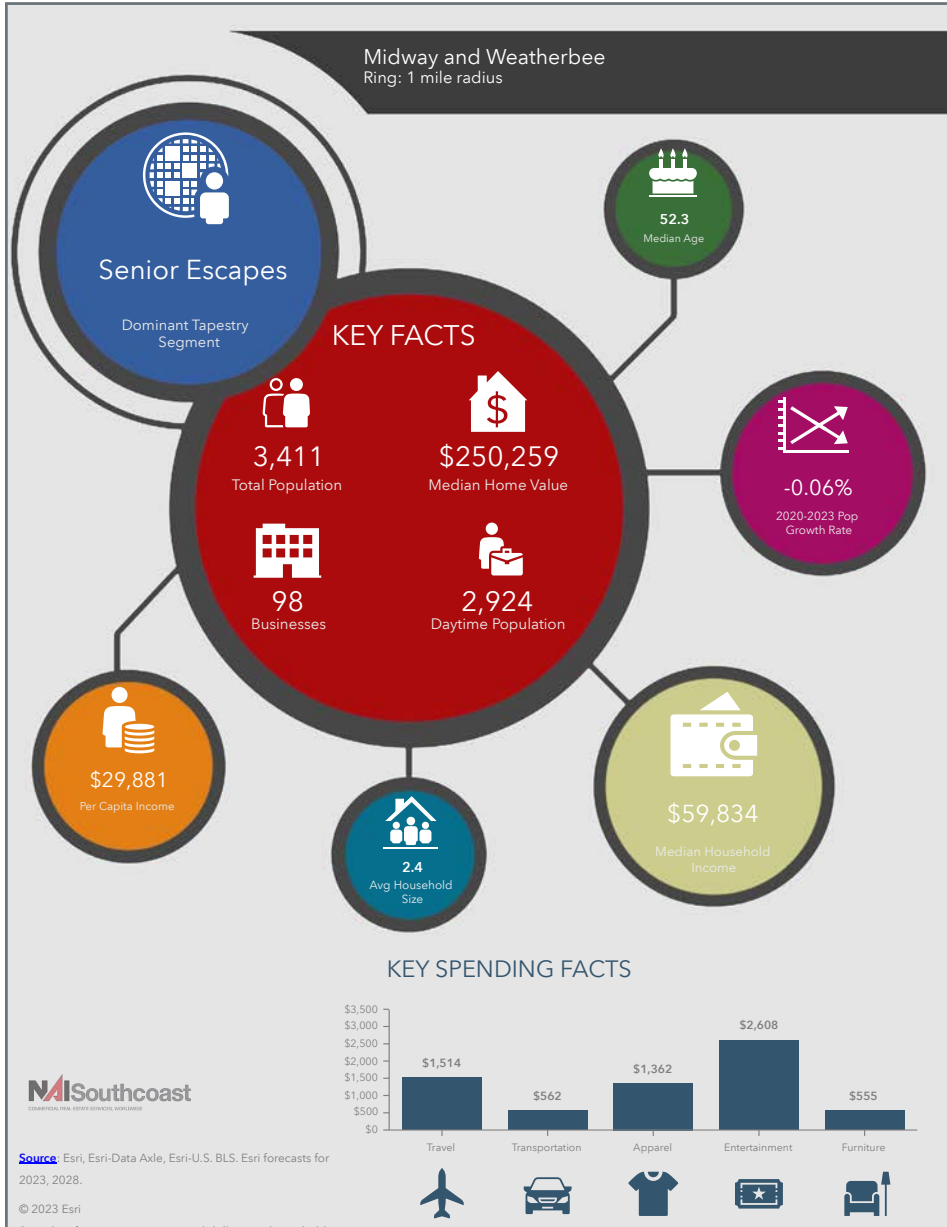 Midway and Weatherbee
Ring: 1 mile radius
Senior Escapes
Dominant Tapestry
Segment
52.3
Median Age
KEY FACTS
3,411
Total Population
$250,259
Median Home Value
98
Businesses
2,924
Daytime Population
-0.06%
2020-2023 Pop
Growth Rate
$29,881
Per Capita Income
2.4
Avg Household
Size
$59,834
Median Household
Income
KEY SPENDING FACTS
$3,500
$3,000
$2,500
$2,000
$1,500
$1,000
$500
$0
$1,514
$562
$1,362
$2,608
$555
Travel
Transportation
Apparel
Entertainment
Furniture
NAISouthcoast
COMMERCIAL REAL ESTATE SERVICES, WORLDWIDE
Source: Esri, Esri-Data Axle, Esri-U.S. BLS. Esri forecasts for
2023, 2028.
© 2023 Esri